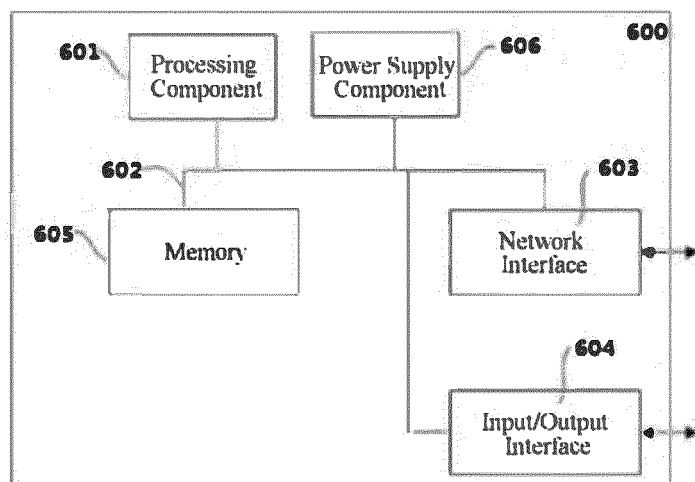 600
601
Processing
Component
606
Power Supply
Component
602
603
605
Memory
Network
Interface
604
Input/Output
Interface